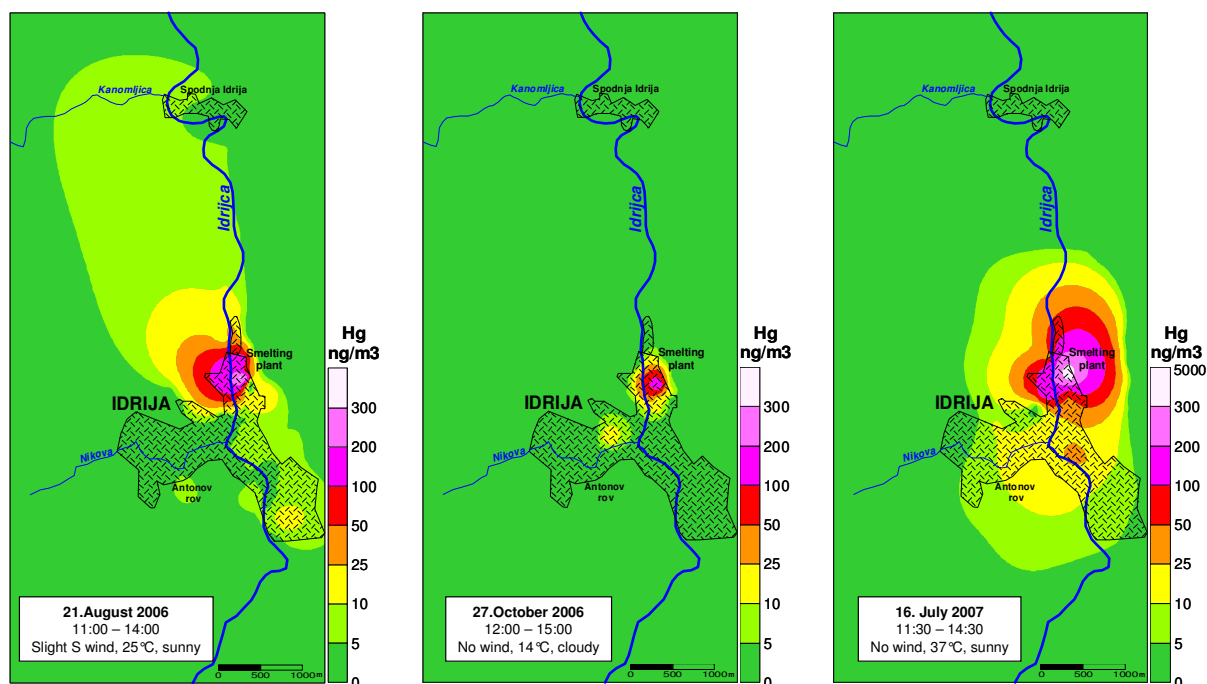 Kanomljica
Spodnja Idrija
Idrijca
Smelting
plant
IDRIJA
Nikova
Antonov
rov
Hg
ng/m3
300
200
100
50
25
10
5
0
21.August 2006
11:00 – 14:00
Slight S wind, 25°C, sunny
0 500 1000m
Kanomljica
Spodnja Idrija
Idrijca
Smelting
plant
IDRIJA
Nikova
Antonov
rov
Hg
ng/m3
300
200
100
50
25
10
5
0
27.October 2006
12:00 – 15:00
No wind, 14°C, cloudy
0 500 1000m
Kanomljica
Spodnja Idrija
Idrijca
Smelting
plant
IDRIJA
Nikova
Antonov
rov
Hg
ng/m3
5000
300
200
100
50
25
10
5
0
16. July 2007
11:30 – 14:30
No wind, 37°C, sunny
0 500 1000m